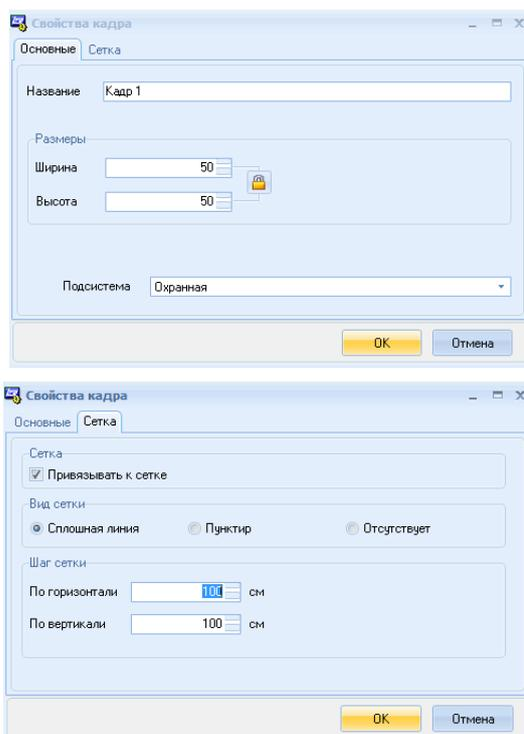 Свойства кадра
Основные Сетка
Название Кадр 1
Размеры
Ширина 50
Высота 50
Подсистема Охранная
OK Отмена
Свойства кадра
Основные Сетка
Сетка
Привязывать к сетке
Вид сетки
Сплошная линия Пунктир Отсутствует
Шаг сетки
По горизонтали 100 см
По вертикали 100 см
OK Отмена